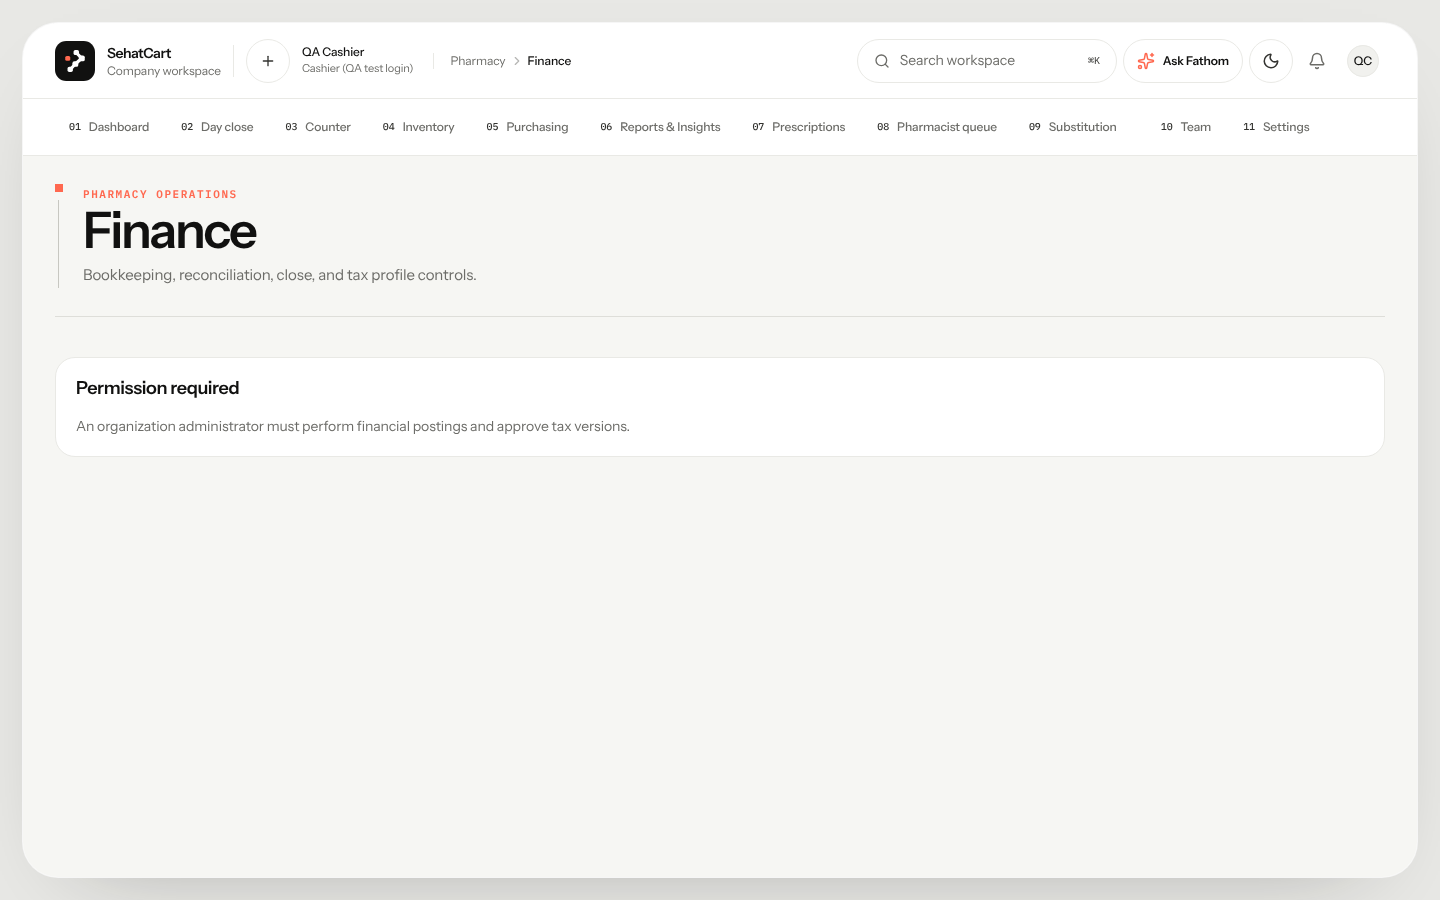 SehatCart
Company workspace
QA Cashier
Cashier (QA test login)
Pharmacy > Finance
Search workspace ⌘K
Ask Fathom
QC
01 Dashboard 02 Day close 03 Counter 04 Inventory 05 Purchasing 06 Reports & Insights 07 Prescriptions 08 Pharmacist queue 09 Substitution 10 Team 11 Settings
PHARMACY OPERATIONS
Finance
Bookkeeping, reconciliation, close, and tax profile controls.
Permission required
An organization administrator must perform financial postings and approve tax versions.